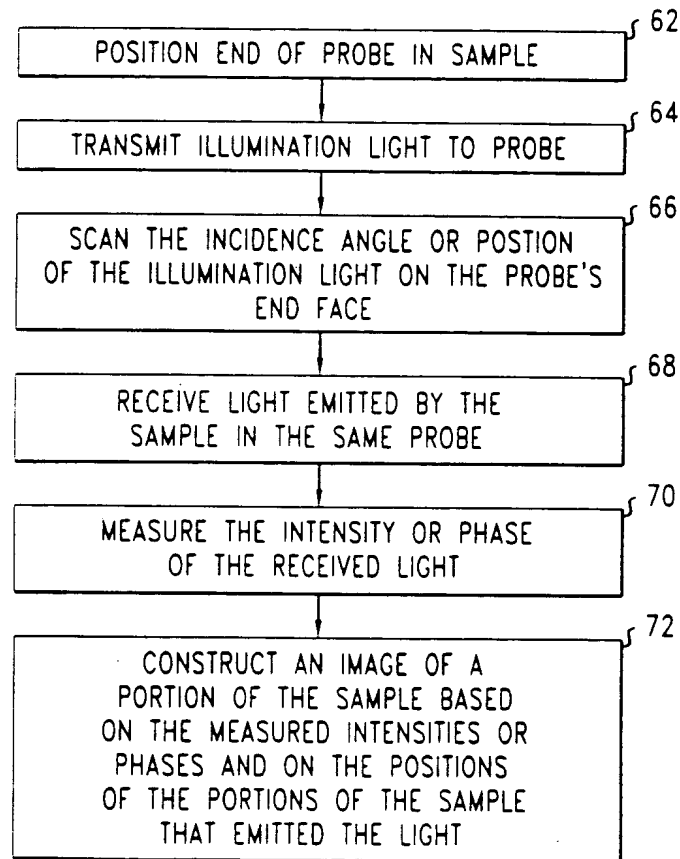 62
POSITION END OF PROBE IN SAMPLE
64
TRANSMIT ILLUMINATION LIGHT TO PROBE
66
SCAN THE INCIDENCE ANGLE OR POSTION
OF THE ILLUMINATION LIGHT ON THE PROBE'S
END FACE
68
RECEIVE LIGHT EMITTED BY THE
SAMPLE IN THE SAME PROBE
70
MEASURE THE INTENSITY OR PHASE
OF THE RECEIVED LIGHT
72
CONSTRUCT AN IMAGE OF A
PORTION OF THE SAMPLE BASED
ON THE MEASURED INTENSITIES OR
PHASES AND ON THE POSITIONS
OF THE PORTIONS OF THE SAMPLE
THAT EMITTED THE LIGHT